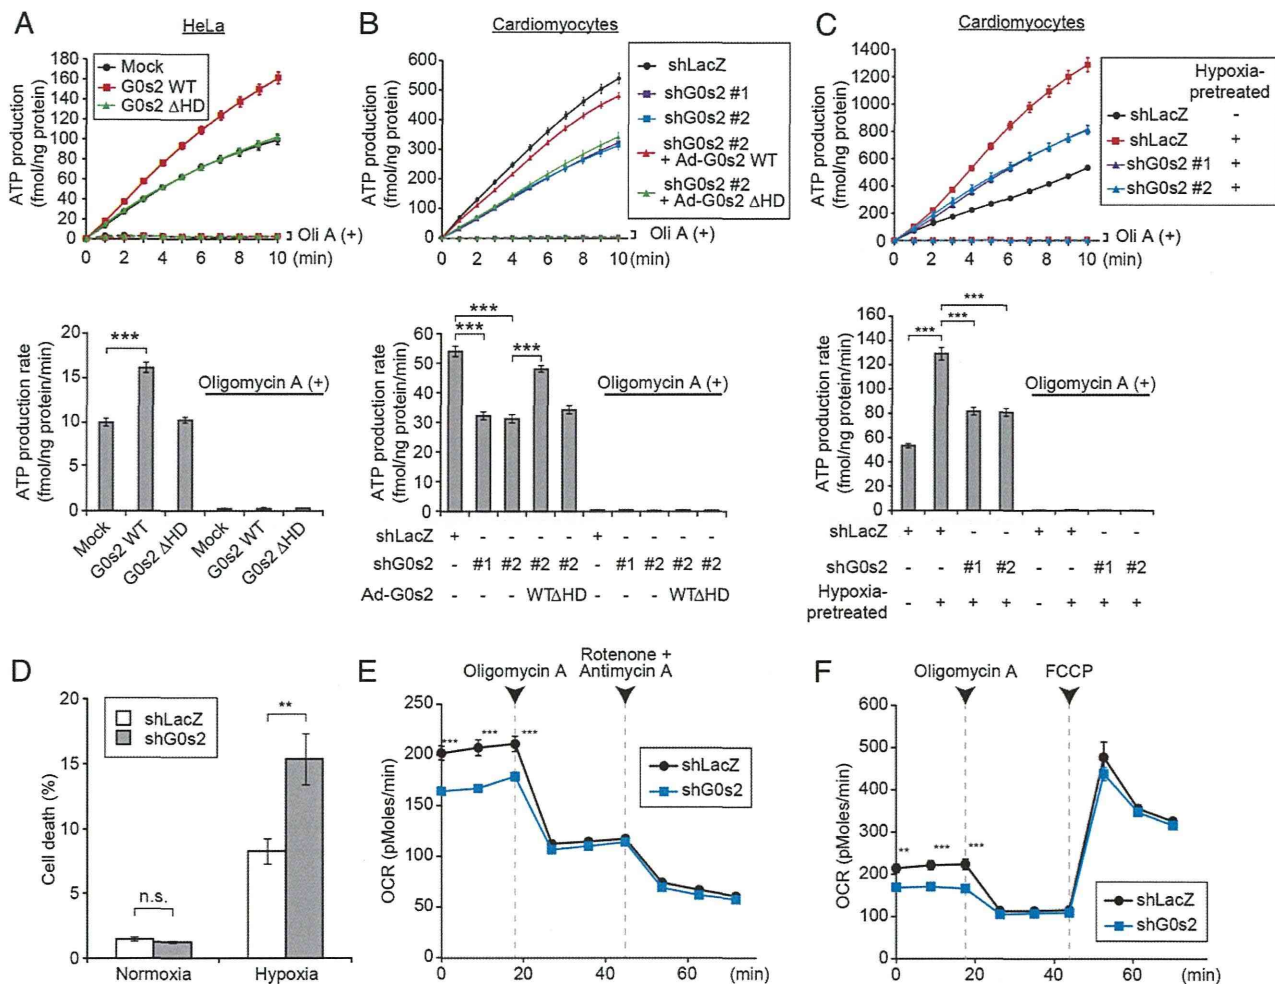 A
HeLa
ATP production
(fmol/ng protein)
180
160
140
120
100
80
60
40
20
0
Mock
G0s2 WT
G0s2 ΔHD
Oli A (+)
0 2 4 6 8 10 (min)
ATP production rate
(fmol/ng protein/min)
20
15
10
5
0
***
Oligomycin A (+)
Mock
G0s2 WT
G0s2 ΔHD
Mock
G0s2 WT
G0s2 ΔHD
B
Cardiomyocytes
ATP production
(fmol/ng protein)
600
500
400
300
200
100
0
shLacZ
shG0s2 #1
shG0s2 #2
shG0s2 #2
+ Ad-G0s2 WT
shG0s2 #2
+ Ad-G0s2 ΔHD
Oli A (+)
0 2 4 6 8 10 (min)
ATP production rate
(fmol/ng protein/min)
60
50
40
30
20
10
0
***
***
***
Oligomycin A (+)
shLacZ + - - - - + - - - -
shG0s2 - #1 #2 #2 #2 - #1 #2 #2 #2
Ad-G0s2 - - - WTΔHD - - - WTΔHD
C
Cardiomyocytes
ATP production
(fmol/ng protein)
1400
1200
1000
800
600
400
200
0
Hypoxia-
pretreated
shLacZ -
shLacZ +
shG0s2 #1 +
shG0s2 #2 +
Oli A (+)
0 2 4 6 8 10 (min)
ATP production rate
(fmol/ng protein/min)
160
140
120
100
80
60
40
20
0
***
***
***
Oligomycin A (+)
shLacZ + + - - + + - -
shG0s2 - - #1 #2 - - #1 #2
Hypoxia-
pretreated - + + + - + + +
D
Cell death (%)
20
15
10
5
0
shLacZ
shG0s2
n.s.
**
Normoxia Hypoxia
E
Oligomycin A
Rotenone +
Antimycin A
OCR (pMoles/min)
250
200
150
100
50
0
*** *** ***
shLacZ
shG0s2
0 20 40 60 (min)
F
Oligomycin A
FCCP
OCR (pMoles/min)
600
500
400
300
200
100
0
** *** ***
shLacZ
shG0s2
0 20 40 60 (min)